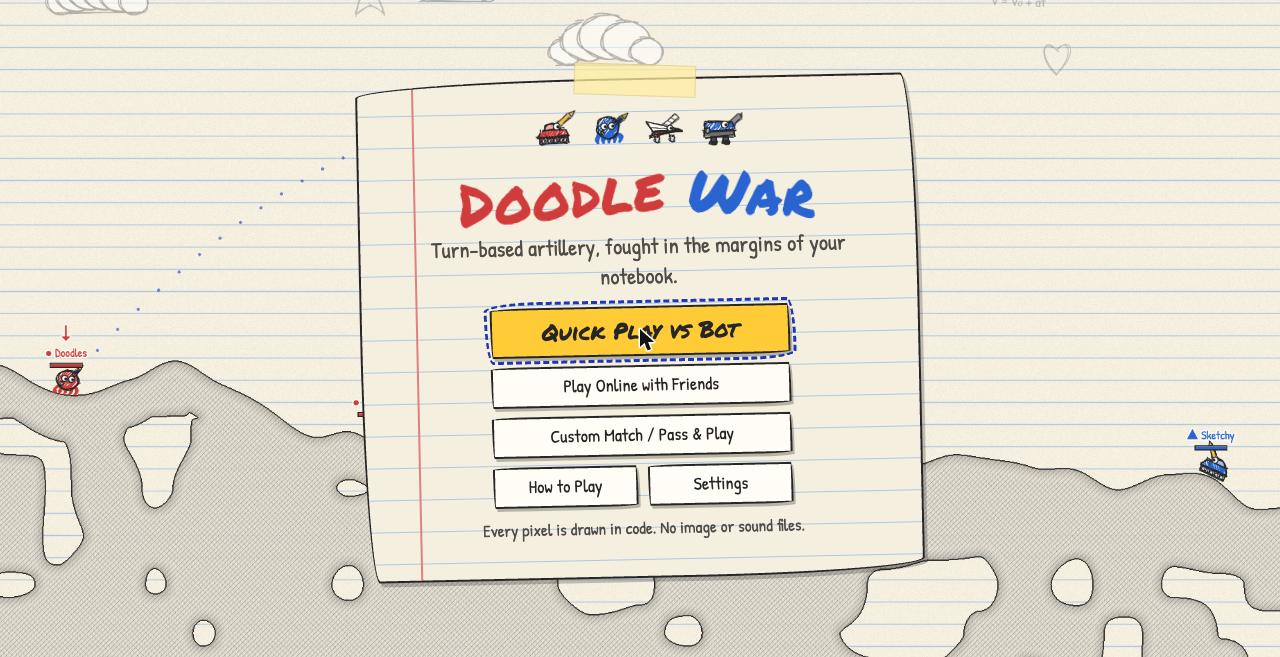 v = v₀ + at
DOODLE WAR
Turn-based artillery, fought in the margins of your
notebook.
QUICK PLAY VS BOT
Doodles
Play Online with Friends
Custom Match / Pass & Play
Sketchy
How to Play
Settings
Every pixel is drawn in code. No image or sound files.